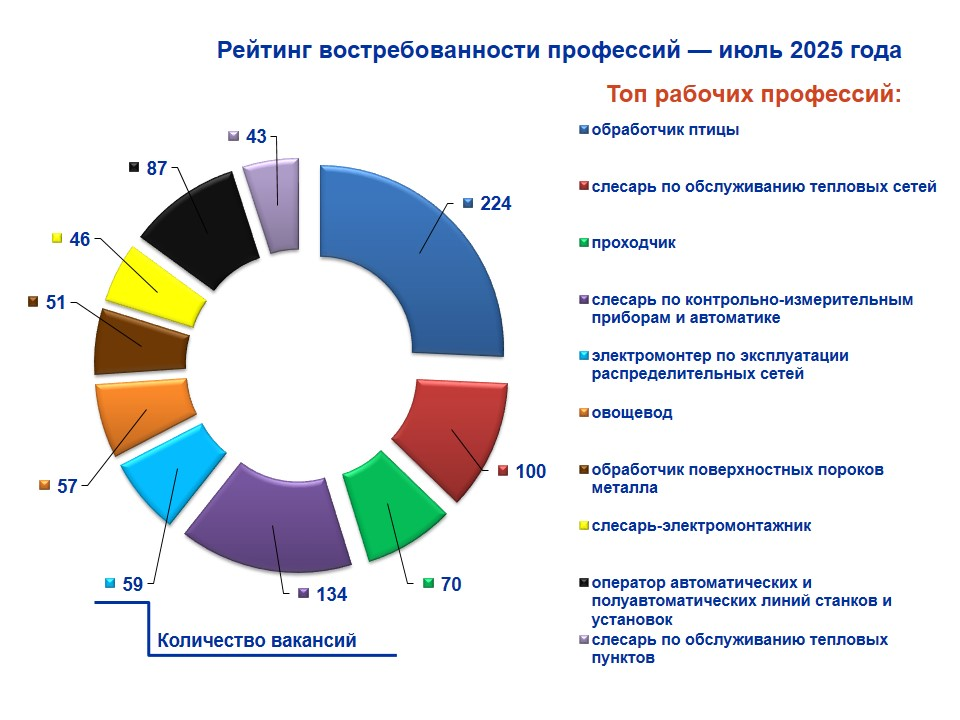 Рейтинг востребованности профессий — июль 2025 года
Топ рабочих профессий:
43
87
46
51
57
59
134
70
100
224
Количество вакансий
обработчик птицы
слесарь по обслуживанию тепловых сетей
проходчик
слесарь по контрольно-измерительным
приборам и автоматике
электромонтер по эксплуатации
распределительных сетей
овощевод
обработчик поверхностных пороков
металла
слесарь-электромонтажник
оператор автоматических и
полуавтоматических линий станков и
установок
слесарь по обслуживанию тепловых
пунктов